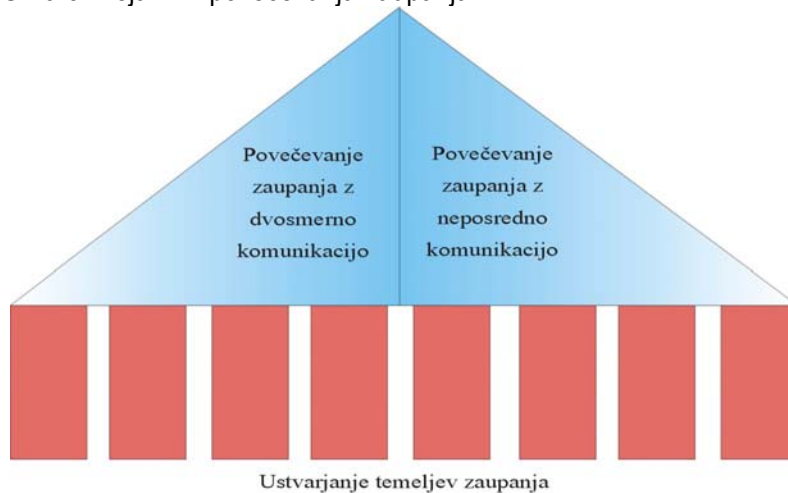 Povečevanje
zaupanja z
dvosmerno
komunikacijo
Povečevanje
zaupanja z
neposredno
komunikacijo
Ustvarjanje temeljev zaupanja